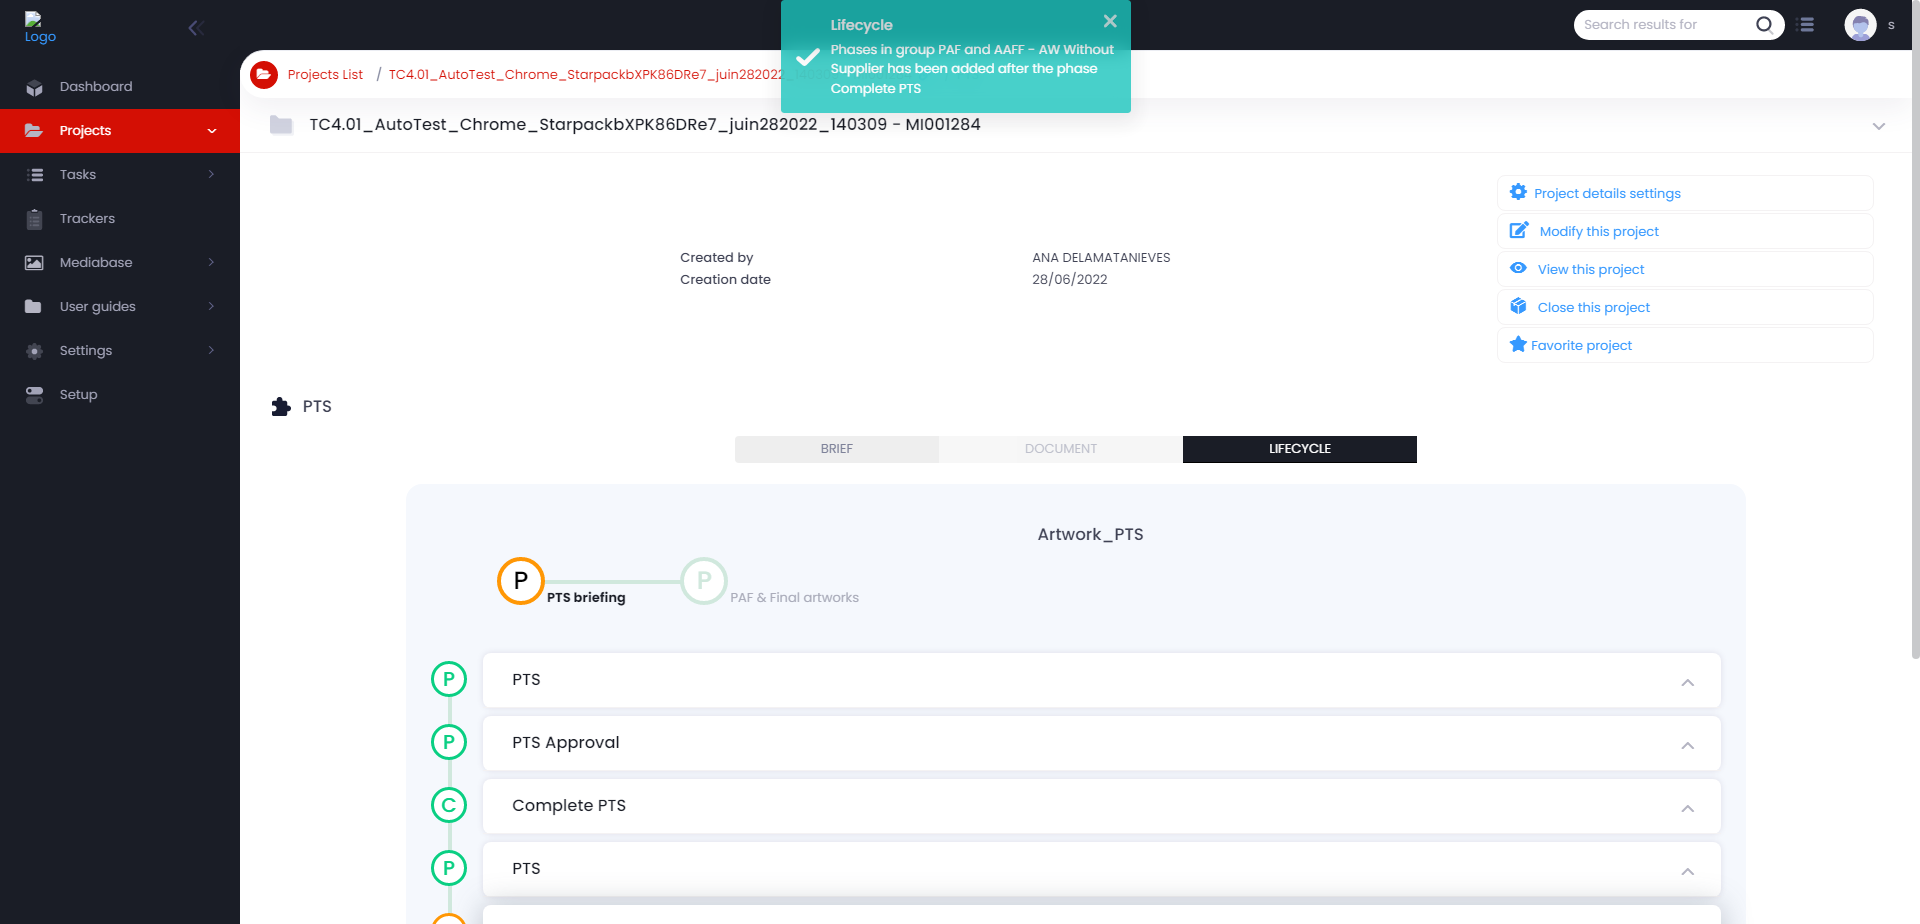 Logo
Dashboard
Projects
Tasks
Trackers
Mediabase
User guides
Settings
Setup
Lifecycle
Phases in group PAF and AAFF - AW Without
Supplier has been added after the phase
Complete PTS
Search results for
s
Projects List / TC4.01_AutoTest_Chrome_StarpackbXPK86DRe7_juin282022_
TC4.01_AutoTest_Chrome_StarpackbXPK86DRe7_juin282022_140309 - MI001284
Created by ANA DELAMATANIEVES
Creation date 28/06/2022
Project details settings
Modify this project
View this project
Close this project
Favorite project
PTS
BRIEF DOCUMENT LIFECYCLE
Artwork_PTS
P PTS briefing P PAF & Final artworks
P PTS
P PTS Approval
C Complete PTS
P PTS